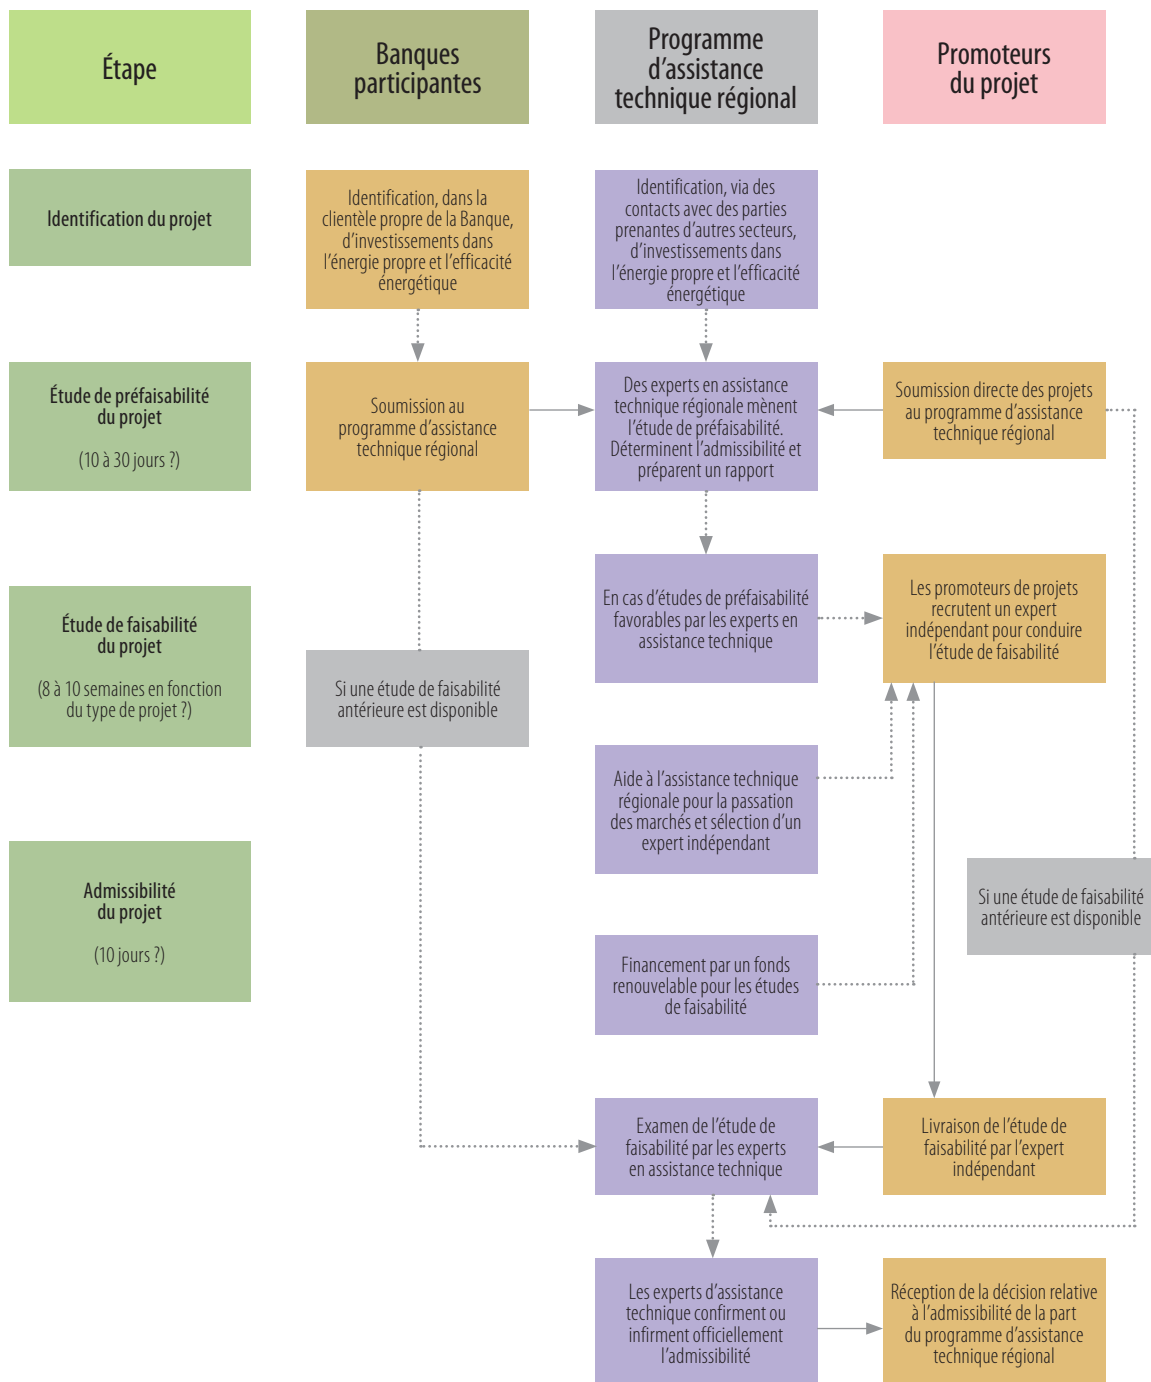 Étape
Banques
participantes
Programme
d’assistance
technique régional
Promoteurs
du projet
Identification du projet
Identification, dans la
clientèle propre de la Banque,
d’investissements dans
l’énergie propre et l’efficacité
énergétique
Identification, via des
contacts avec des parties
prenantes d’autres secteurs,
d’investissements dans
l’énergie propre et l’efficacité
énergétique
Étude de préfaisabilité
du projet
(10 à 30 jours ?)
Soumission au
programme d’assistance
technique régional
Des experts en assistance
technique régionale mènent
l’étude de préfaisabilité.
Déterminent l’admissibilité et
préparent un rapport
Soumission directe des projets
au programme d’assistance
technique régional
Étude de faisabilité
du projet
(8 à 10 semaines en fonction
du type de projet ?)
Si une étude de faisabilité
antérieure est disponible
En cas d’études de préfaisabilité
favorables par les experts en
assistance technique
Les promoteurs de projets
recrutent un expert
indépendant pour conduire
l’étude de faisabilité
Aide à l’assistance technique
régionale pour la passation
des marchés et sélection d’un
expert indépendant
Admissibilité
du projet
(10 jours ?)
Si une étude de faisabilité
antérieure est disponible
Financement par un fonds
renouvelable pour les études
de faisabilité
Examen de l’étude de
faisabilité par les experts
en assistance technique
Livraison de l’étude de
faisabilité par l’expert
indépendant
Les experts d’assistance
technique confirment ou
infirment officiellement
l’admissibilité
Réception de la décision relative
à l’admissibilité de la part
du programme d’assistance
technique régional